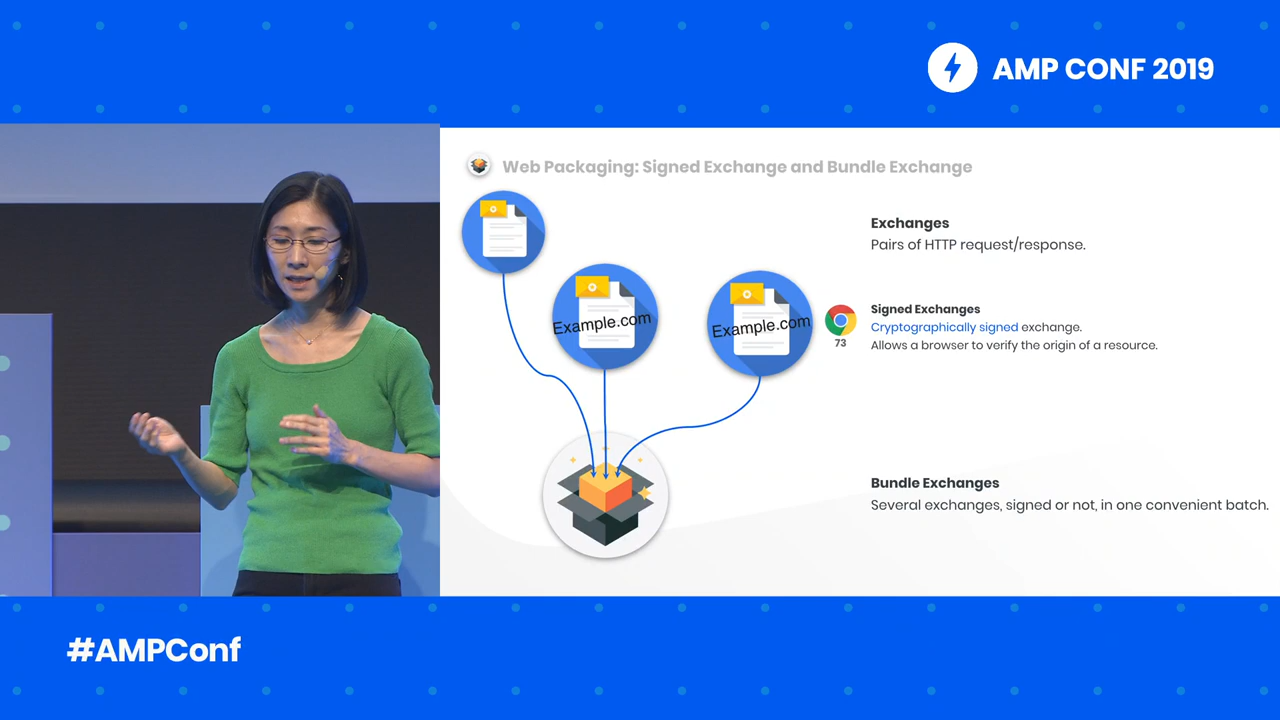 AMP CONF 2019
Web Packaging: Signed Exchange and Bundle Exchange
Exchanges
Pairs of HTTP request/response.
Example.com
Example.com
73
Signed Exchanges
Cryptographically signed exchange.
Allows a browser to verify the origin of a resource.
Bundle Exchanges
Several exchanges, signed or not, in one convenient batch.
#AMPConf